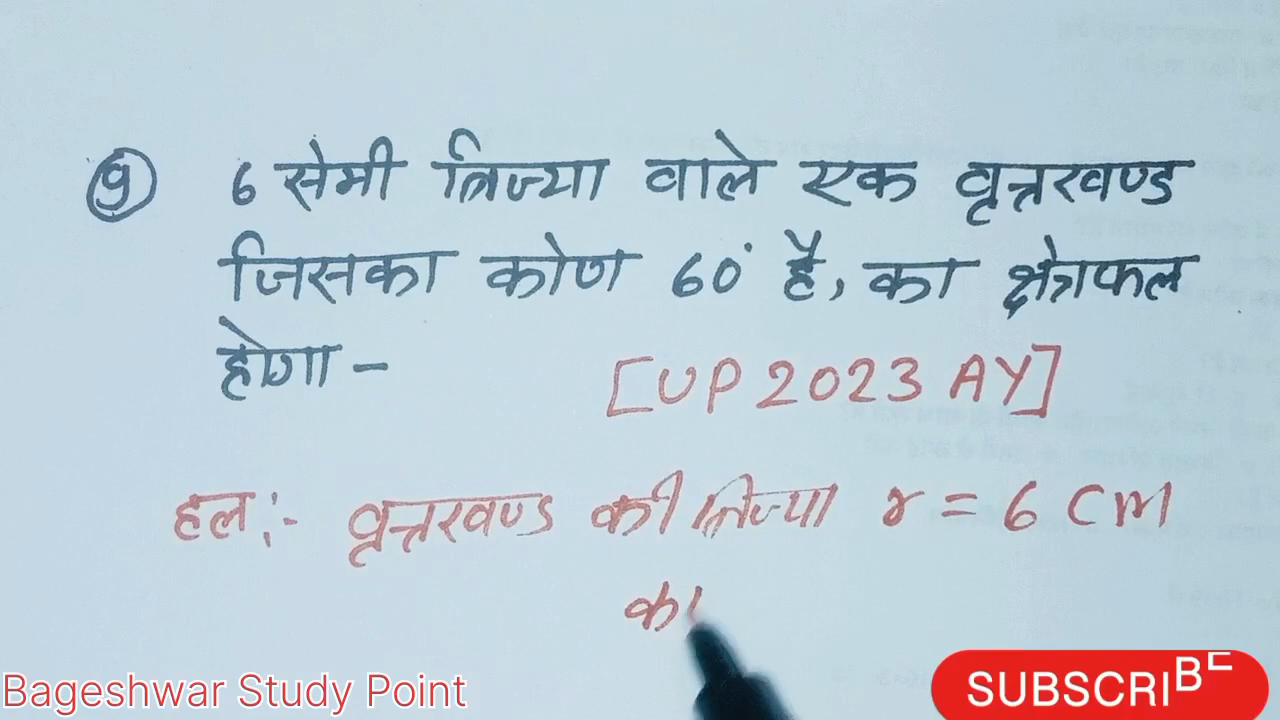 9 6 सेमी त्रिज्या वाले एक वृत्तखण्ड
जिसका कोण 60° है, का क्षेत्रफल
होगा -
[UP 2023 AY]
हल :- वृत्तखण्ड की त्रिज्या r = 6 CM
का
Bageshwar Study Point
SUBSCRIBE